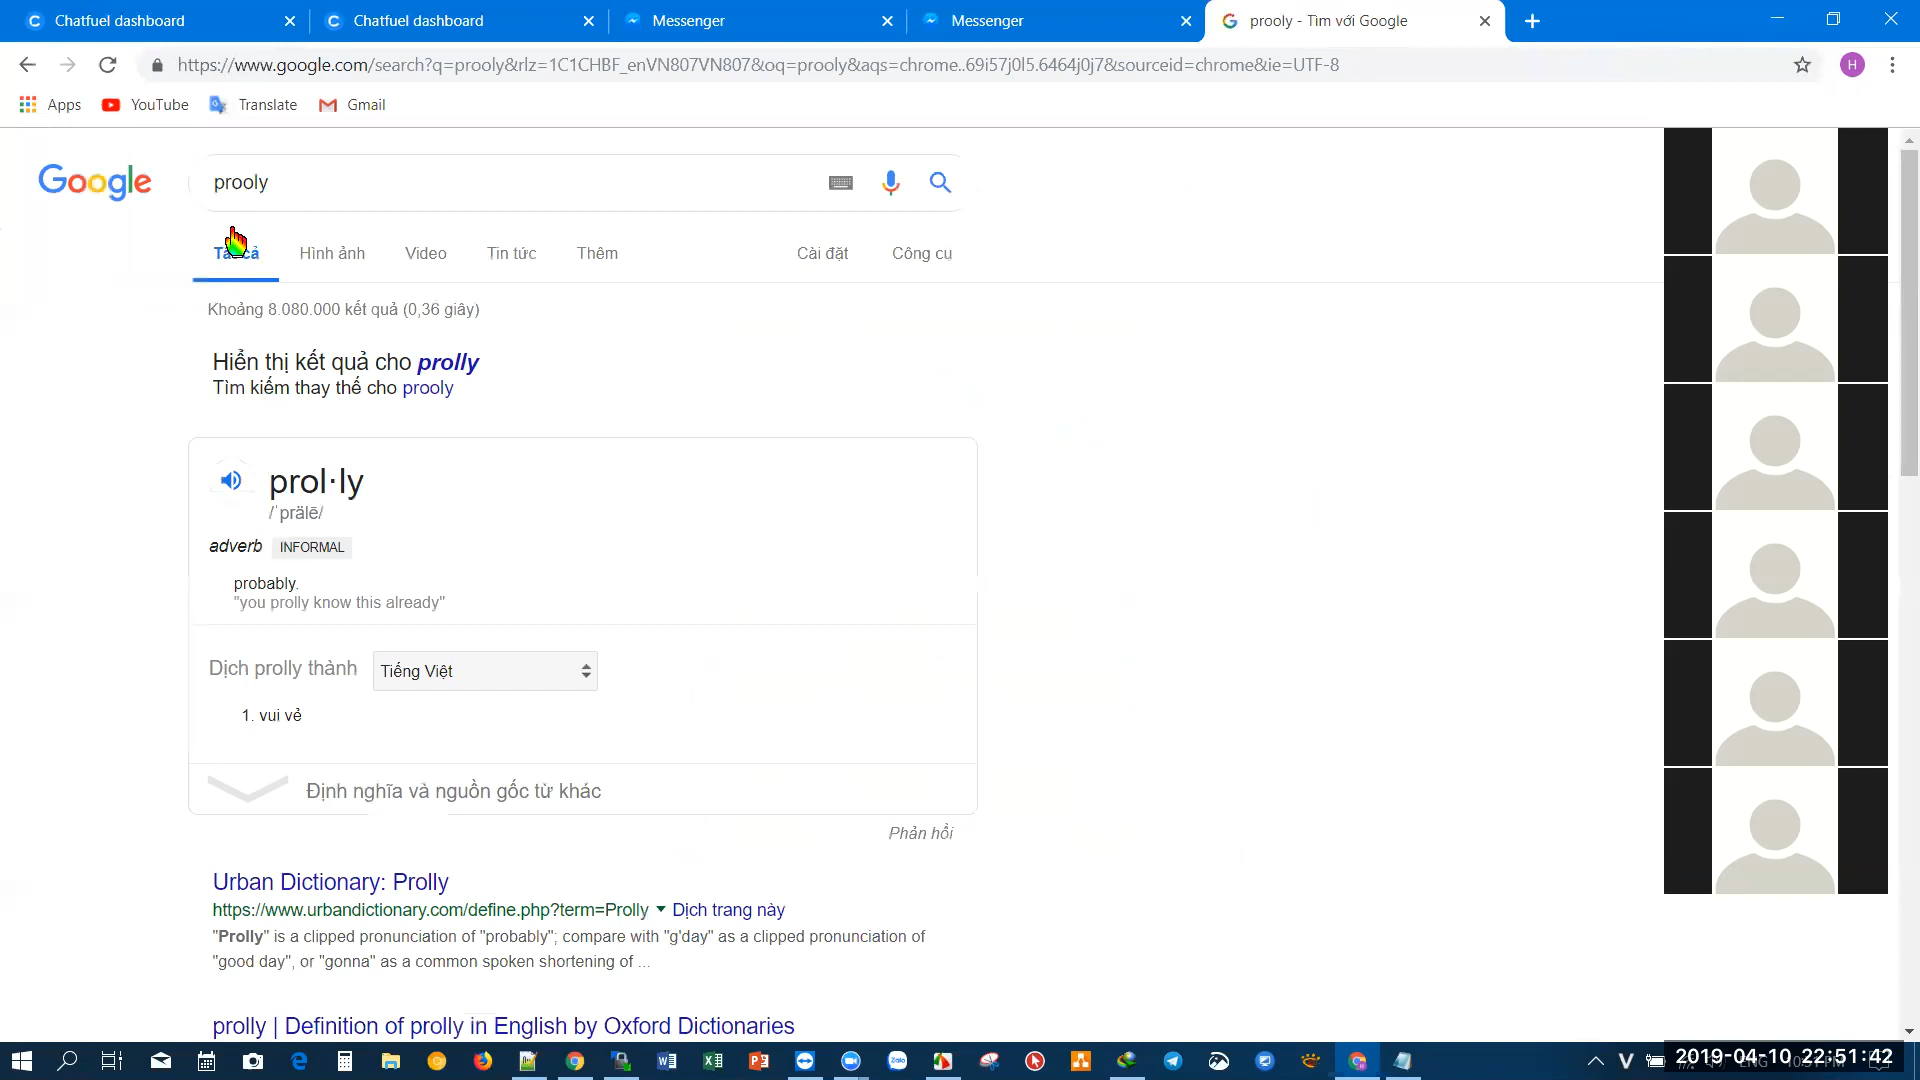 Chatfuel dashboard
Chatfuel dashboard
Messenger
Messenger
prooly - Tìm với Google
https://www.google.com/search?q=prooly&rlz=1C1CHBF_enVN807VN807&oq=prooly&aqs=chrome..69i57j0l5.6464j0j7&sourceid=chrome&ie=UTF-8
H
Apps
YouTube
Translate
Gmail
Google
prooly
Hình ảnh
Video
Tin tức
Thêm
Cài đặt
Công cụ
Khoảng 8.080.000 kết quả (0,36 giây)
Hiển thị kết quả cho prolly
Tìm kiếm thay thế cho prooly
prol·ly
/ˈprälē/
adverb INFORMAL
probably.
"you prolly know this already"
Dịch prolly thành Tiếng Việt
1. vui vẻ
Định nghĩa và nguồn gốc từ khác
Phản hồi
Urban Dictionary: Prolly
https://www.urbandictionary.com/define.php?term=Prolly Dịch trang này
"Prolly" is a clipped pronunciation of "probably"; compare with "g'day" as a clipped pronunciation of
"good day", or "gonna" as a common spoken shortening of ...
prolly | Definition of prolly in English by Oxford Dictionaries
Zalo
2019-04-10 22:51:42